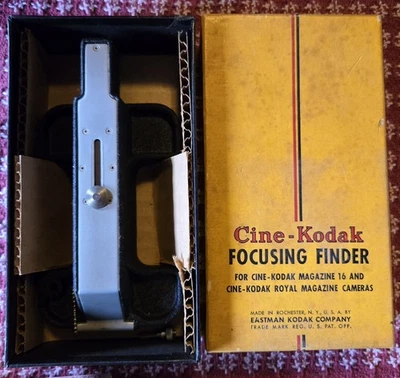 Cine-Kodak
FOCUSING FINDER
FOR CINE-KODAK MAGAZINE 16 AND
CINE-KODAK ROYAL MAGAZINE CAMERAS
MADE IN ROCHESTER, N. Y., U. S. A. BY
EASTMAN KODAK COMPANY
TRADE MARK REG. U. S. PAT. OFF.